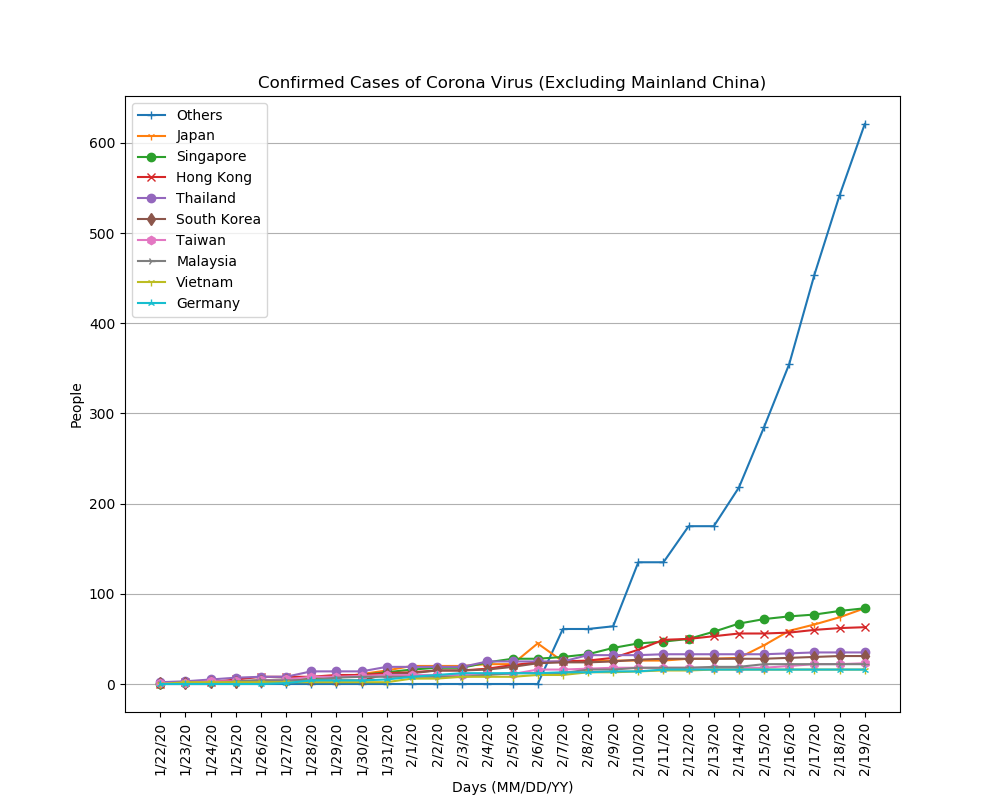 Confirmed Cases of Corona Virus (Excluding Mainland China)
Others
Japan
Singapore
Hong Kong
Thailand
South Korea
Taiwan
Malaysia
Vietnam
Germany
600
500
400
300
200
100
0
People
1/22/20
1/23/20
1/24/20
1/25/20
1/26/20
1/27/20
1/28/20
1/29/20
1/30/20
1/31/20
2/1/20
2/2/20
2/3/20
2/4/20
2/5/20
2/6/20
2/7/20
2/8/20
2/9/20
2/10/20
2/11/20
2/12/20
2/13/20
2/14/20
2/15/20
2/16/20
2/17/20
2/18/20
2/19/20
Days (MM/DD/YY)